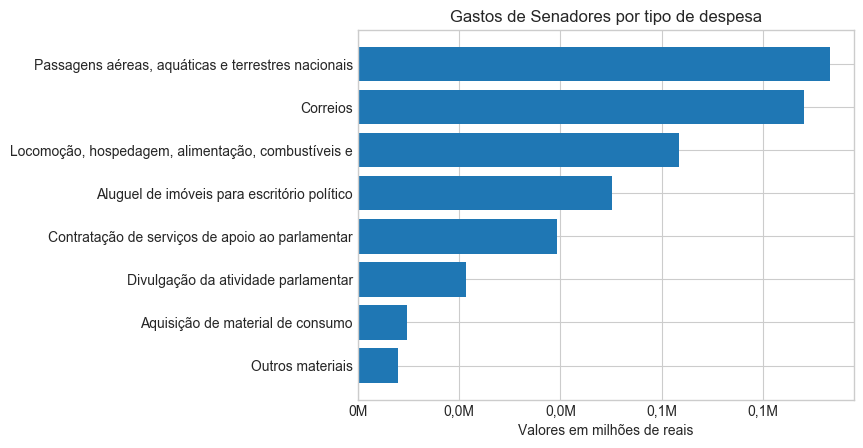 Gastos de Senadores por tipo de despesa
Passagens aéreas, aquáticas e terrestres nacionais
Correios
Locomoção, hospedagem, alimentação, combustíveis e
Aluguel de imóveis para escritório político
Contratação de serviços de apoio ao parlamentar
Divulgação da atividade parlamentar
Aquisição de material de consumo
Outros materiais
0M 0,0M 0,0M 0,1M 0,1M
Valores em milhões de reais